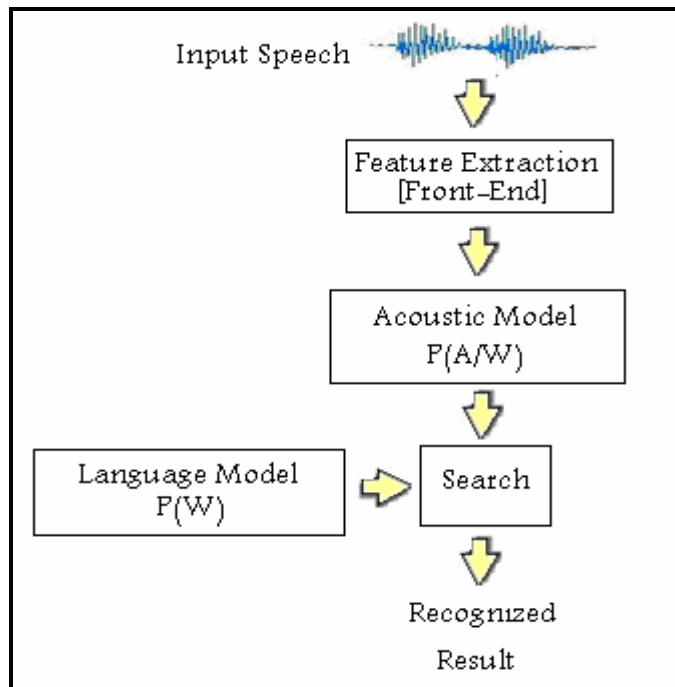 Input Speech
Feature Extraction
[Front-End]
Acoustic Model
P(A/W)
Language Model
P(W)
Search
Recognized
Result